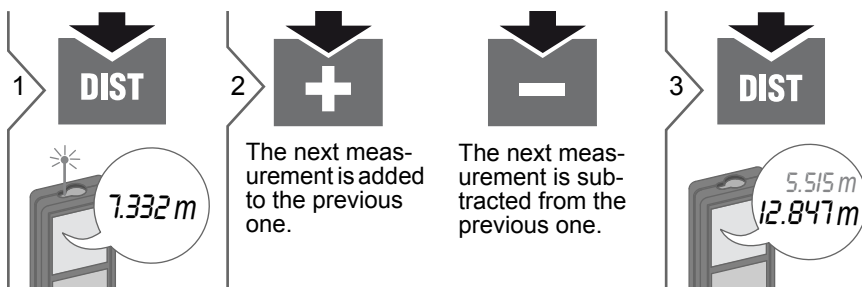 1
DIST
7.332 m
2
+
The next meas-
urement is added
to the previous
one.
−
The next meas-
urement is sub-
tracted from the
previous one.
3
DIST
5.515 m
12.847 m